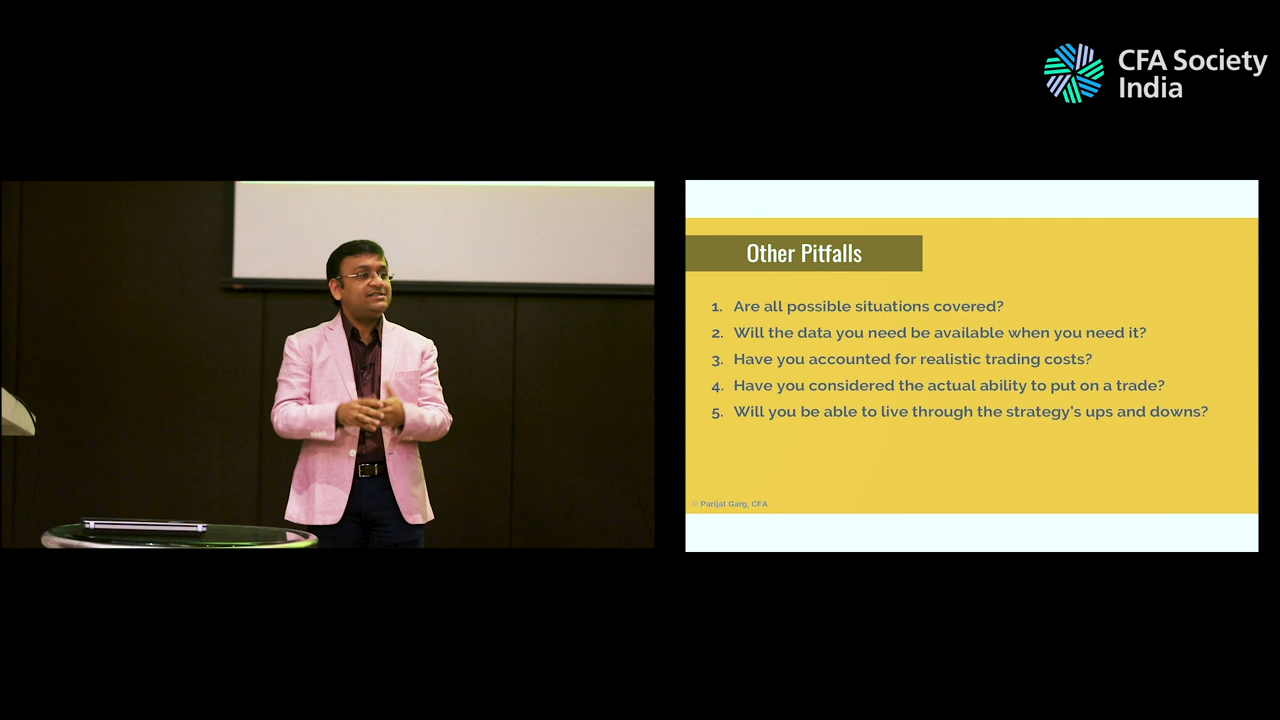 CFA Society
India
Other Pitfalls
1. Are all possible situations covered?
2. Will the data you need be available when you need it?
3. Have you accounted for realistic trading costs?
4. Have you considered the actual ability to put on a trade?
5. Will you be able to live through the strategy's ups and downs?
© Parijat Garg, CFA